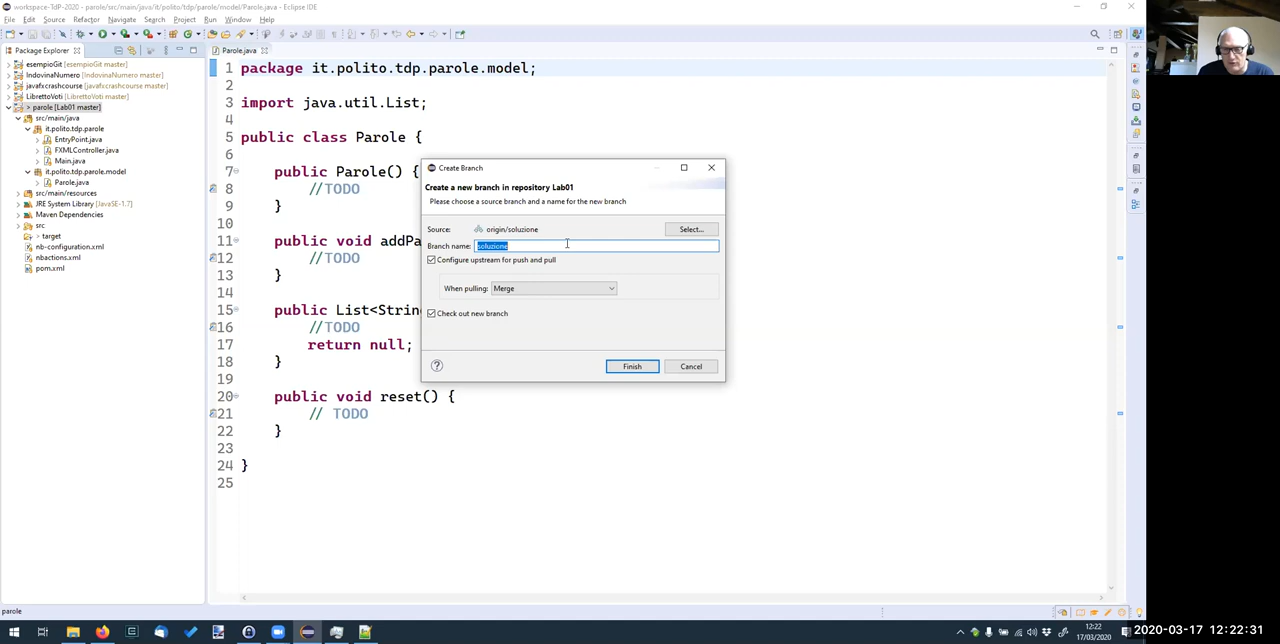 workspace-TdP-2020 - parole/src/main/java/it/polito/tdp/parole/model/Parole.java - Eclipse IDE
File Edit Source Refactor Navigate Search Project Run Window Help
Package Explorer
esempioGit [esempioGit master]
IndovinaNumero [IndovinaNumero master]
javafxcrashcourse [javafxcrashcourse master]
LibrettoVoti [LibrettoVoti master]
> parole [Lab01 master]
src/main/java
it.polito.tdp.parole
EntryPoint.java
FXMLController.java
Main.java
it.polito.tdp.parole.model
Parole.java
src/main/resources
JRE System Library [JavaSE-1.7]
Maven Dependencies
src
> target
nb-configuration.xml
nbactions.xml
pom.xml
Parole.java
1 package it.polito.tdp.parole.model;
2
3 import java.util.List;
4
5 public class Parole {
6
7 public Parole() {
8 //TODO
9 }
10
11 public void addPa
12 //TODO
13 }
14
15 public List<String
16 //TODO
17 return null;
18 }
19
20 public void reset() {
21 // TODO
22 }
23
24 }
25
Create Branch
Create a new branch in repository Lab01
Please choose a source branch and a name for the new branch
Source: origin/soluzione Select...
Branch name: soluzione
Configure upstream for push and pull
When pulling: Merge
Check out new branch
? Finish Cancel
parole
12:22
17/03/2020
2020-03-17 12:22:31